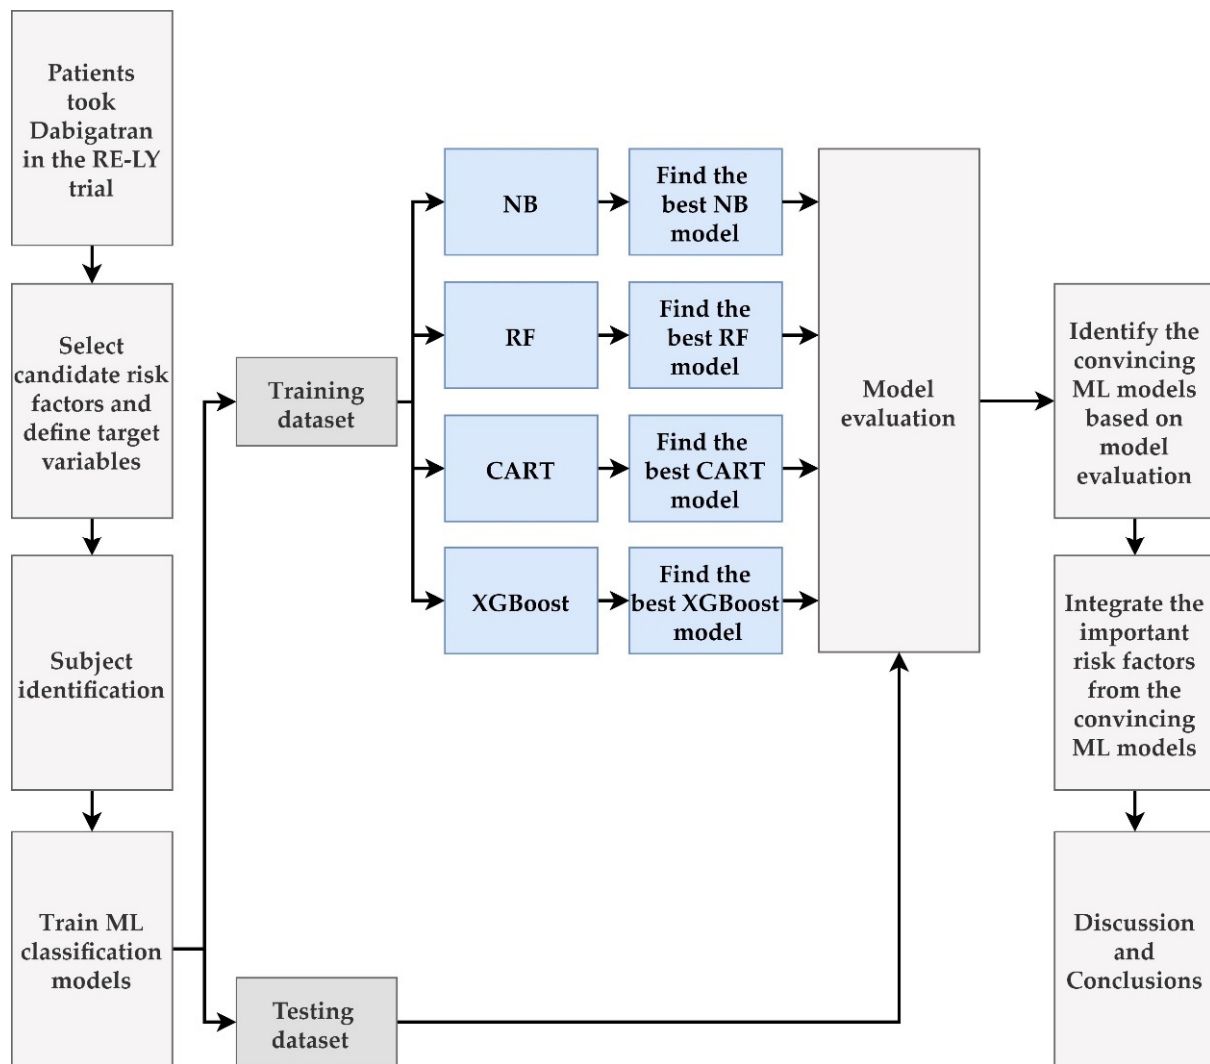 Patients
took
Dabigatran
in the RE-LY
trial
Select
candidate risk
factors and
define target
variables
Subject
identification
Train ML
classification
models
Training
dataset
Testing
dataset
NB
Find the
best NB
model
RF
Find the
best RF
model
CART
Find the
best CART
model
XGBoost
Find the
best XGBoost
model
Model
evaluation
Identify the
convincing
ML models
based on
model
evaluation
Integrate the
important
risk factors
from the
convincing
ML models
Discussion
and
Conclusions